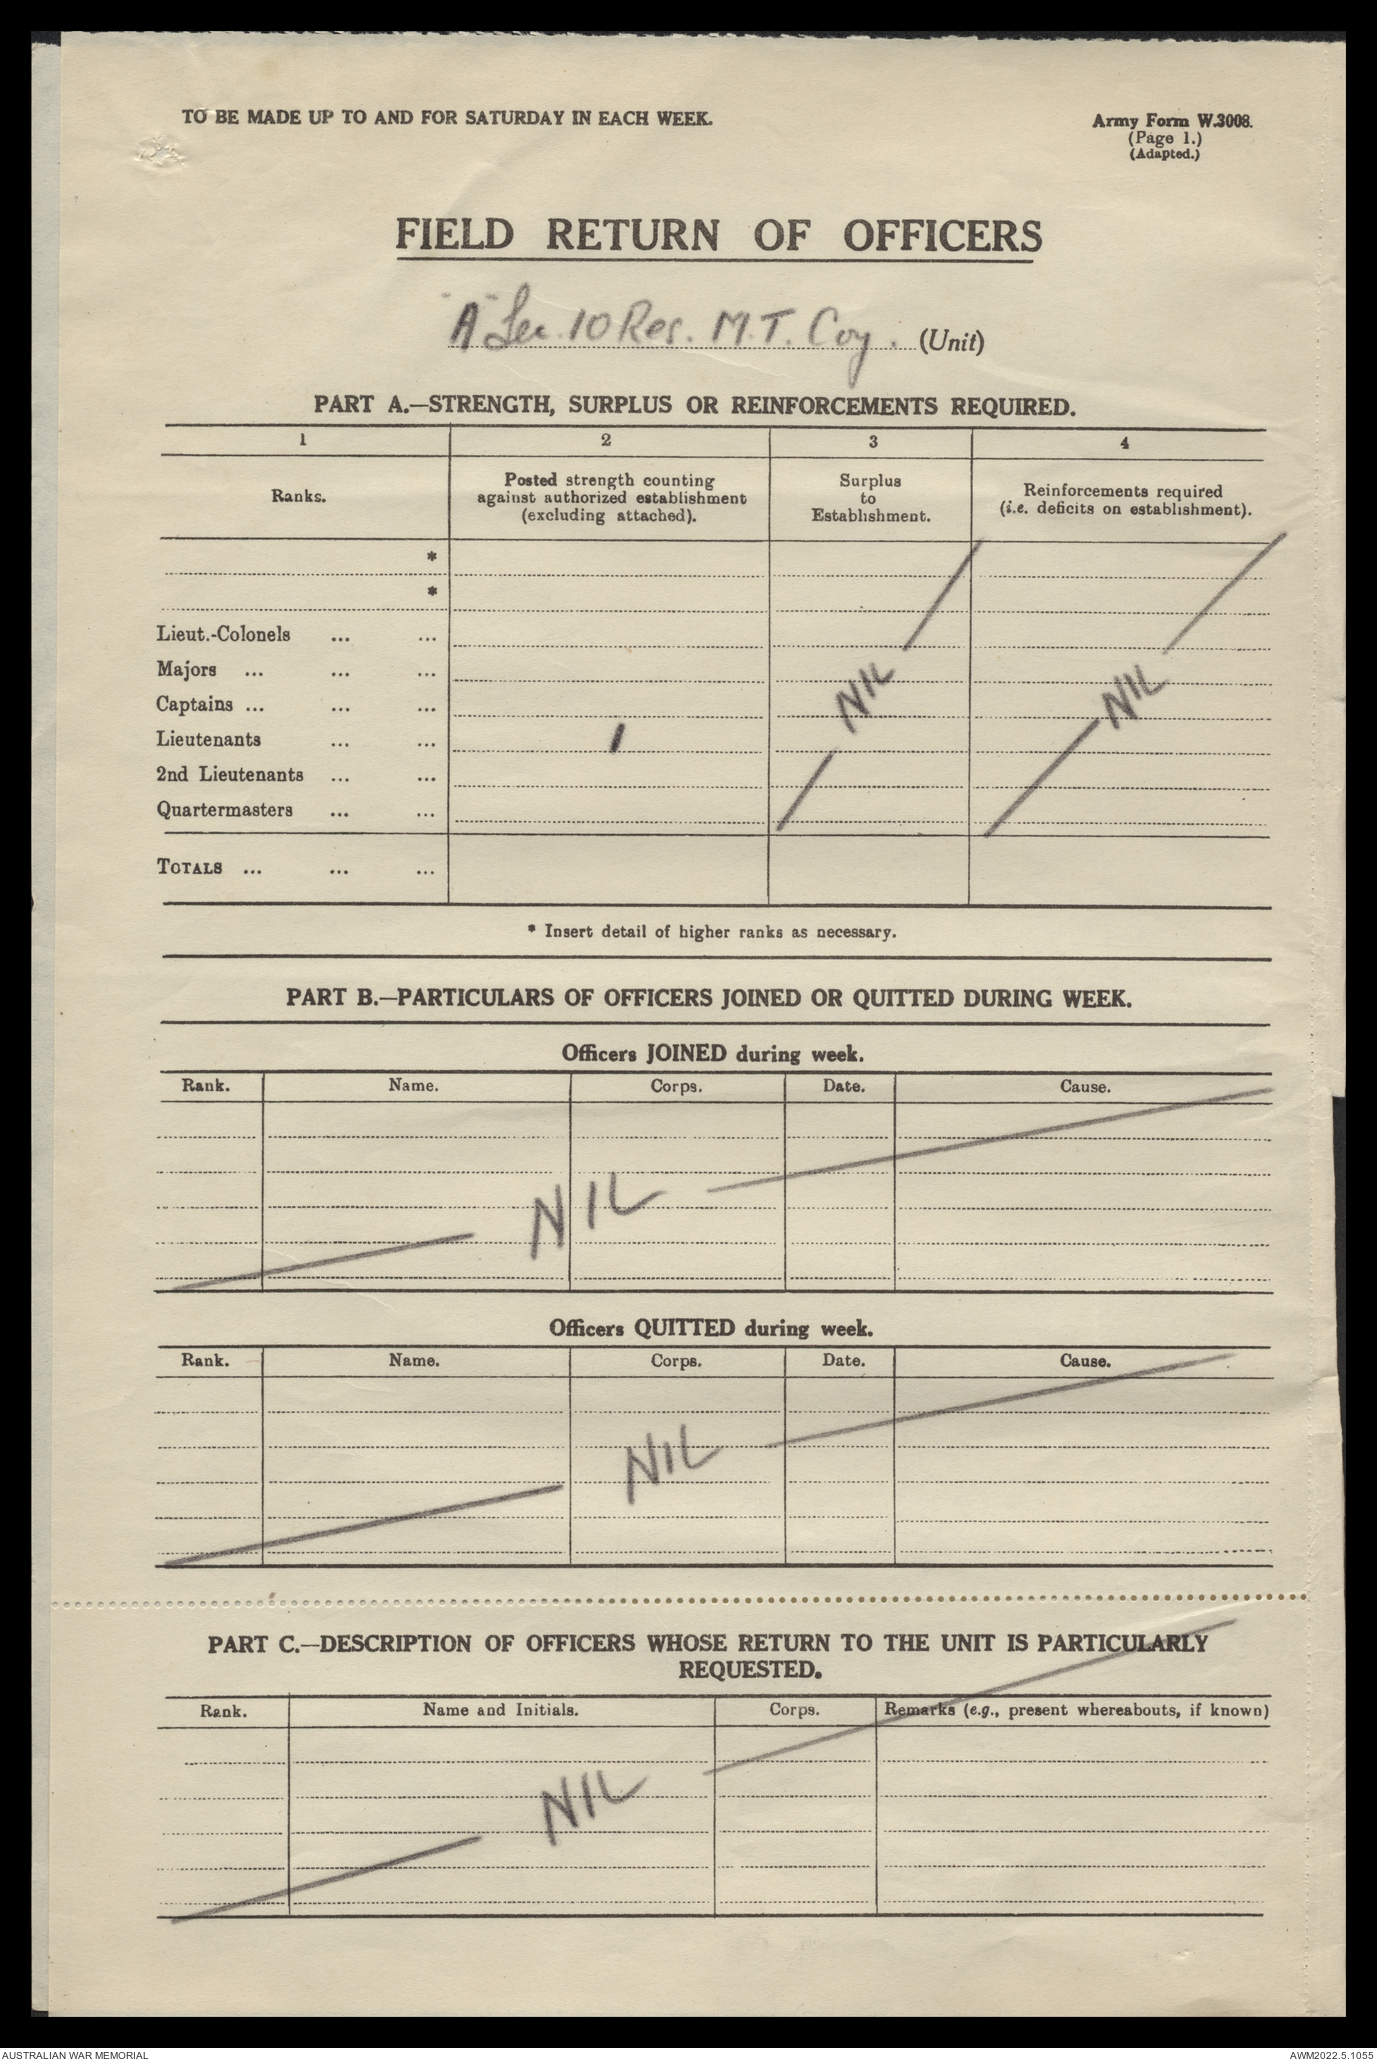 TO BE MADE UP TO AND FOR SATURDAY IN EACH WEEK.
Army Form W.3008.
(Page 1.)
(Adapted.)
FIELD RETURN OF OFFICERS
"A" Sec. 10 Res. M.T. Coy. (Unit)
PART A.—STRENGTH, SURPLUS OR REINFORCEMENTS REQUIRED.
1 2 3 4
Ranks.
Posted strength counting
against authorized establishment
(excluding attached).
Surplus
to
Establishment.
Reinforcements required
(i.e. deficits on establishment).
*
*
Lieut.-Colonels ... ...
Majors ... ... ...
NIL NIL
Captains ... ... ...
Lieutenants ... ... 1
2nd Lieutenants ... ...
Quartermasters ... ...
TOTALS ... ... ...
* Insert detail of higher ranks as necessary.
PART B.—PARTICULARS OF OFFICERS JOINED OR QUITTED DURING WEEK.
Officers JOINED during week.
Rank. Name. Corps. Date. Cause.
NIL
Officers QUITTED during week.
Rank. Name. Corps. Date. Cause.
NIL
PART C.—DESCRIPTION OF OFFICERS WHOSE RETURN TO THE UNIT IS PARTICULARLY
REQUESTED.
Rank. Name and Initials. Corps. Remarks (e.g., present whereabouts, if known)
NIL
AUSTRALIAN WAR MEMORIAL
AWM2022.5.1055